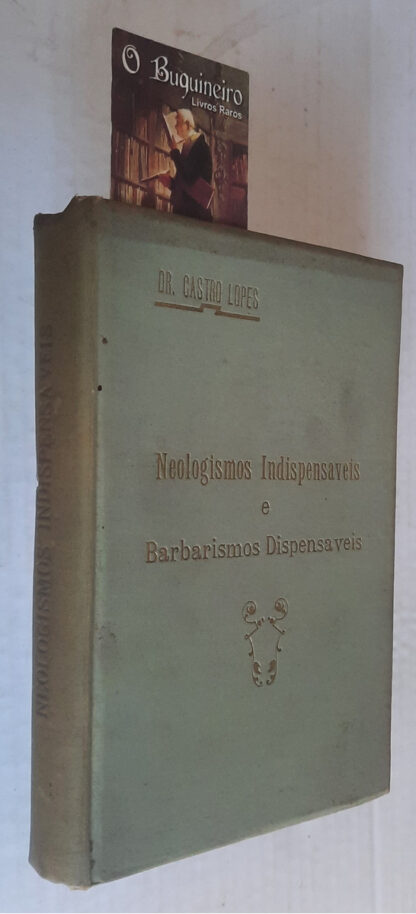 O Buquineiro
Livros Raros
DR. CASTRO LOPES
Neologismos Indispensaveis
e
Barbarismos Dispensaveis
NEOLOGISMOS INDISPENSAVEIS